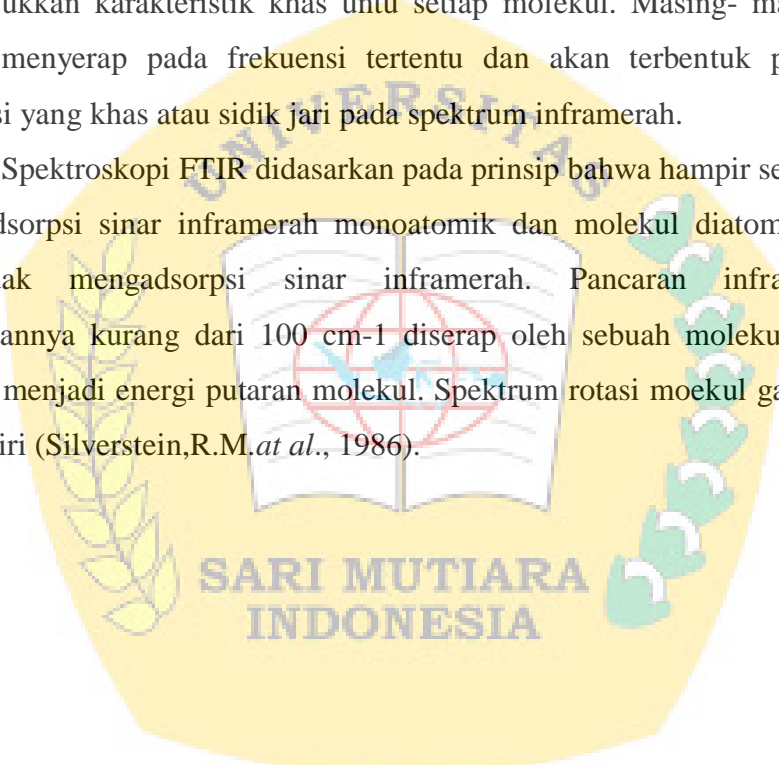 ukkan karakteristik khas untu setiap molekul. Masing- ma
menyerap pada frekuensi tertentu dan akan terbentuk p
si yang khas atau sidik jari pada spektrum inframerah.
UNIVERSITAS
Spektroskopi FTIR didasarkan pada prinsip bahwa hampir se
dsorpsi sinar inframerah monoatomik dan molekul diatom
ak mengadsorpsi sinar inframerah. Pancaran infra
annya kurang dari 100 cm-1 diserap oleh sebuah moleku
menjadi energi putaran molekul. Spektrum rotasi moekul ga
iri (Silverstein,R.M.at al., 1986).
SARI MUTIARA
INDONESIA